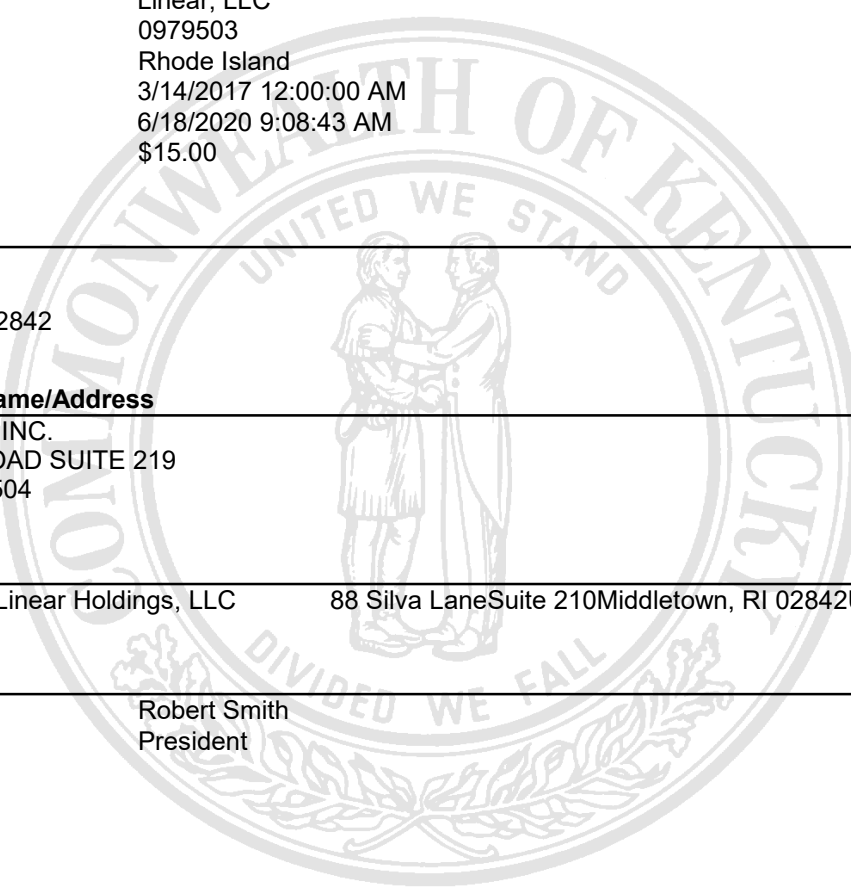 Linear, LLC
0979503
Rhode Island
3/14/2017 12:00:00 AM
6/18/2020 9:08:43 AM
$15.00
COMMONWEALTH OF KENTUCKY
UNITED WE STAND
2842
ame/Address
INC.
OAD SUITE 219
504
Linear Holdings, LLC 88 Silva LaneSuite 210Middletown, RI 02842
DIVIDED WE FALL
Robert Smith
President